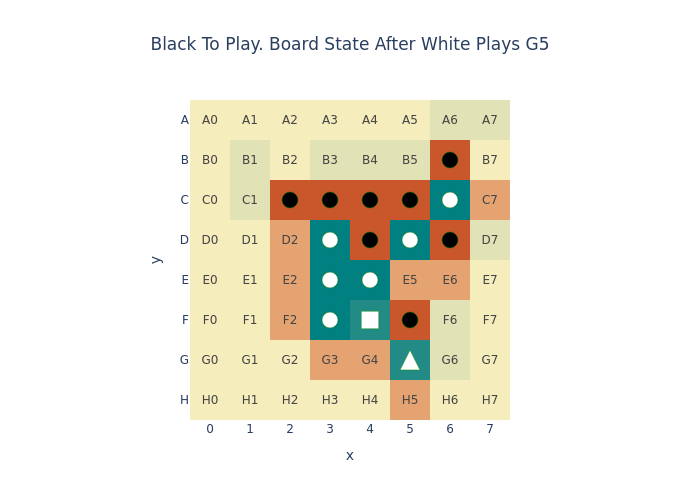 Black To Play. Board State After White Plays G5
A A0 A1 A2 A3 A4 A5 A6 A7
B B0 B1 B2 B3 B4 B5 B7
C C0 C1 C7
D D0 D1 D2 D7
E E0 E1 E2 E5 E6 E7
F F0 F1 F2 F6 F7
G G0 G1 G2 G3 G4 G6 G7
H H0 H1 H2 H3 H4 H5 H6 H7
0 1 2 3 4 5 6 7
x
y